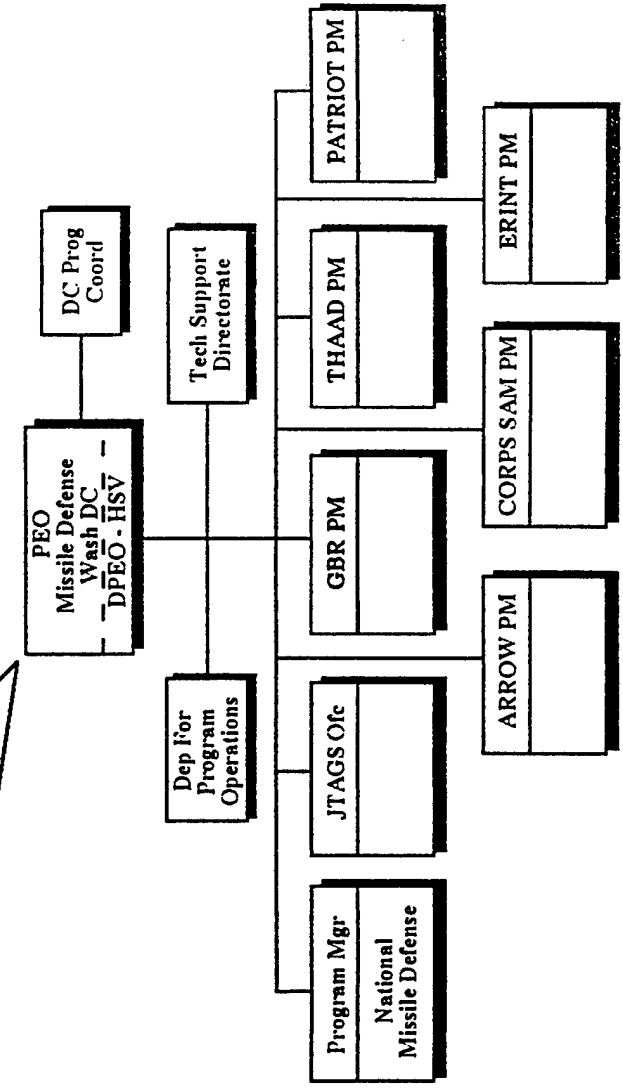 PEO
Missile Defense
Wash DC
DPEO - HSV
DC Prog
Coord
Dep For
Program
Operations
Tech Support
Directorate
Program Mgr
National
Missile Defense
JTAGS Ofc
GBR PM
THAAD PM
PATRIOT PM
ARROW PM
CORPS SAM PM
ERINT PM